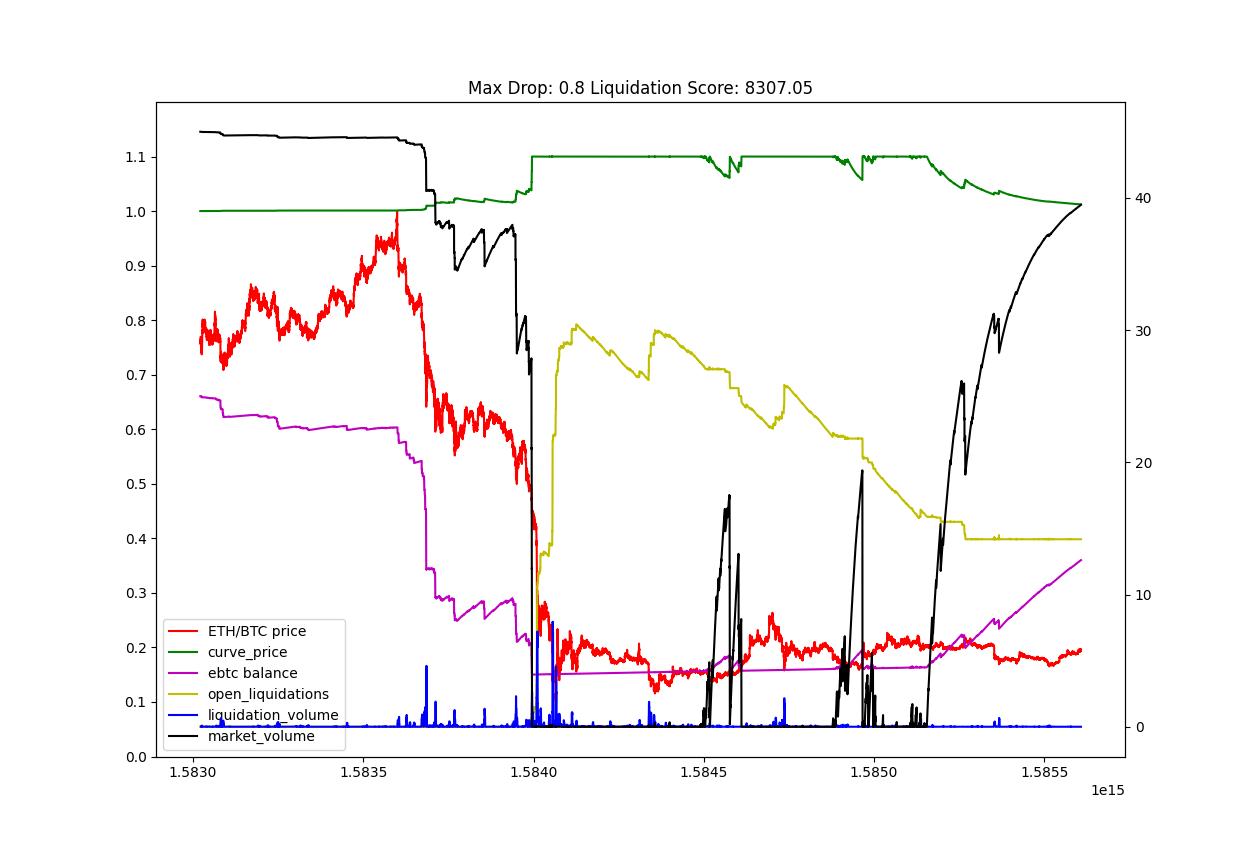 Max Drop: 0.8 Liquidation Score: 8307.05
1.1
1.0
0.9
0.8
0.7
0.6
0.5
0.4
0.3
0.2
0.1
0.0
40
30
20
10
0
ETH/BTC price
curve_price
ebtc balance
open_liquidations
liquidation_volume
market_volume
1.5830 1.5835 1.5840 1.5845 1.5850 1.5855
1e15